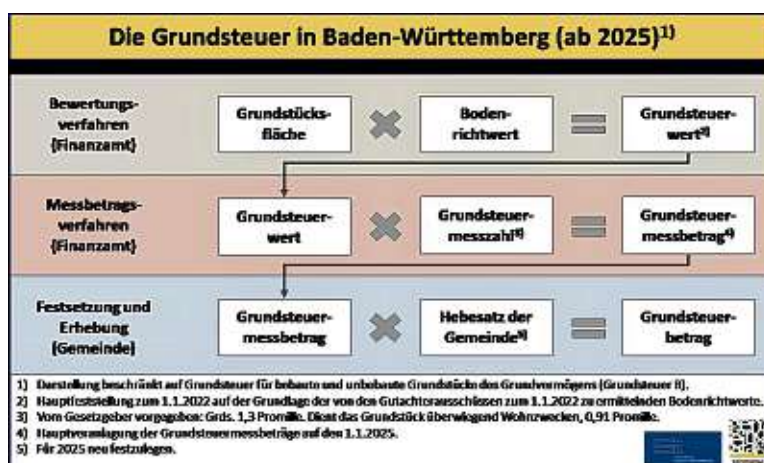 Die Grundsteuer in Baden-Württemberg (ab 2025)¹⁾
Bewertungs-
verfahren
(Finanzamt)
Grundstücks-
fläche
Boden-
richtwert
Grundsteuer-
wert²⁾
Messbetrags-
verfahren
(Finanzamt)
Grundsteuer-
wert
Grundsteuer-
messzahl³⁾
Grundsteuer-
messbetrag⁴⁾
Festsetzung und
Erhebung
(Gemeinde)
Grundsteuer-
messbetrag
Hebesatz der
Gemeinde⁵⁾
Grundsteuer-
betrag
1) Darstellung beschränkt auf Grundsteuer für bebaute und unbebaute Grundstücke des Grundvermögens (Grundsteuer B).
2) Hauptfeststellung zum 1.1.2022 auf der Grundlage der von den Gutachterausschüssen zum 1.1.2022 zu ermittelnden Bodenrichtwerte.
3) Vom Gesetzgeber vorgegeben: Grds. 1,3 Promille. Dient das Grundstück überwiegend Wohnzwecken, 0,91 Promille.
4) Hauptveranlagung der Grundsteuermessbeträge auf den 1.1.2025.
5) Für 2025 neu festzulegen.